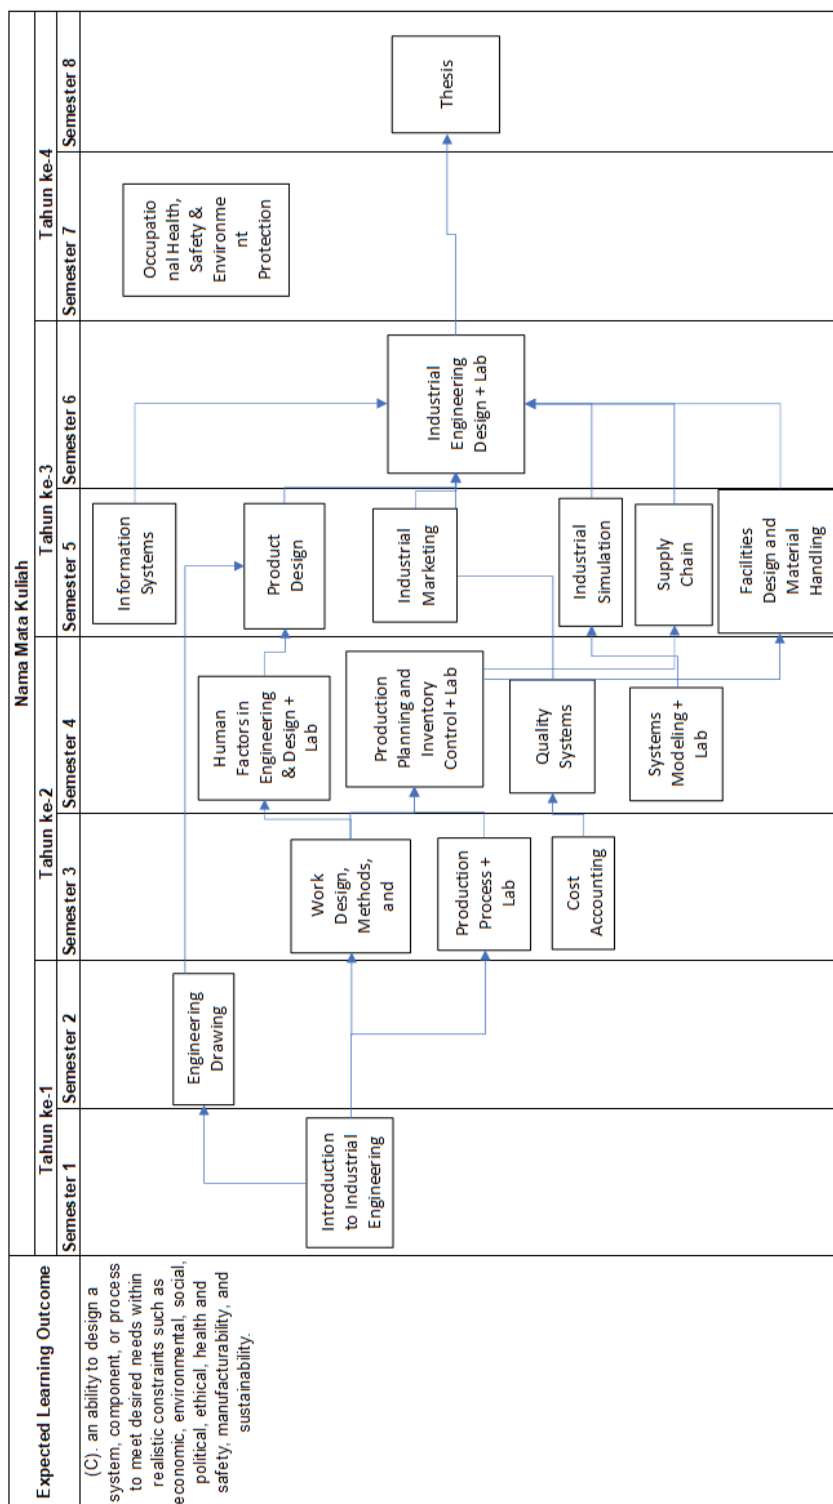 Expected Learning Outcome
Nama Mata Kuliah
Tahun ke-1
Tahun ke-2
Tahun ke-3
Tahun ke-4
Semester 1
Semester 2
Semester 3
Semester 4
Semester 5
Semester 6
Semester 7
Semester 8
(C). an ability to design a
system, component, or process
to meet desired needs within
realistic constraints such as
economic, environmental, social,
political, ethical, health and
safety, manufacturability, and
sustainability.
Introduction
to Industrial
Engineering
Engineering
Drawing
Work
Design,
Methods,
and
Production
Process +
Lab
Cost
Accounting
Human
Factors in
Engineering
& Design +
Lab
Production
Planning and
Inventory
Control + Lab
Quality
Systems
Systems
Modeling +
Lab
Information
Systems
Product
Design
Industrial
Marketing
Industrial
Simulation
Supply
Chain
Facilities
Design and
Material
Handling
Industrial
Engineering
Design + Lab
Occupatio
nal Health,
Safety &
Environme
nt
Protection
Thesis